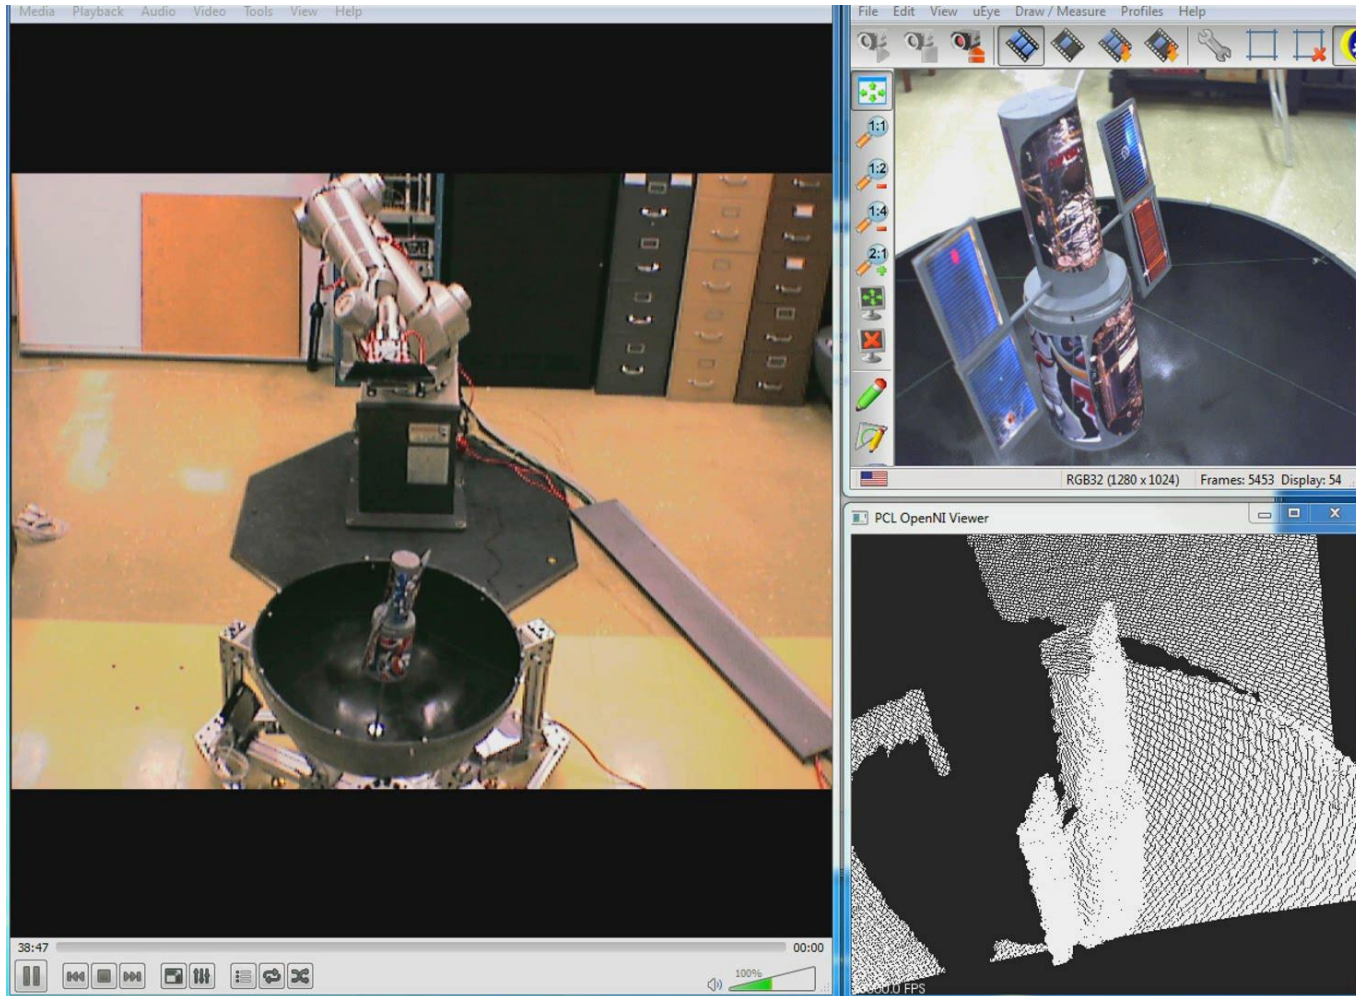 Media Playback Audio Video Tools View Help
38:47 00:00
100%
File Edit View uEye Draw / Measure Profiles Help
1:1
1:2
1:4
2:1
RGB32 (1280 x 1024) Frames: 5453 Display: 54
PCL OpenNI Viewer
FPS